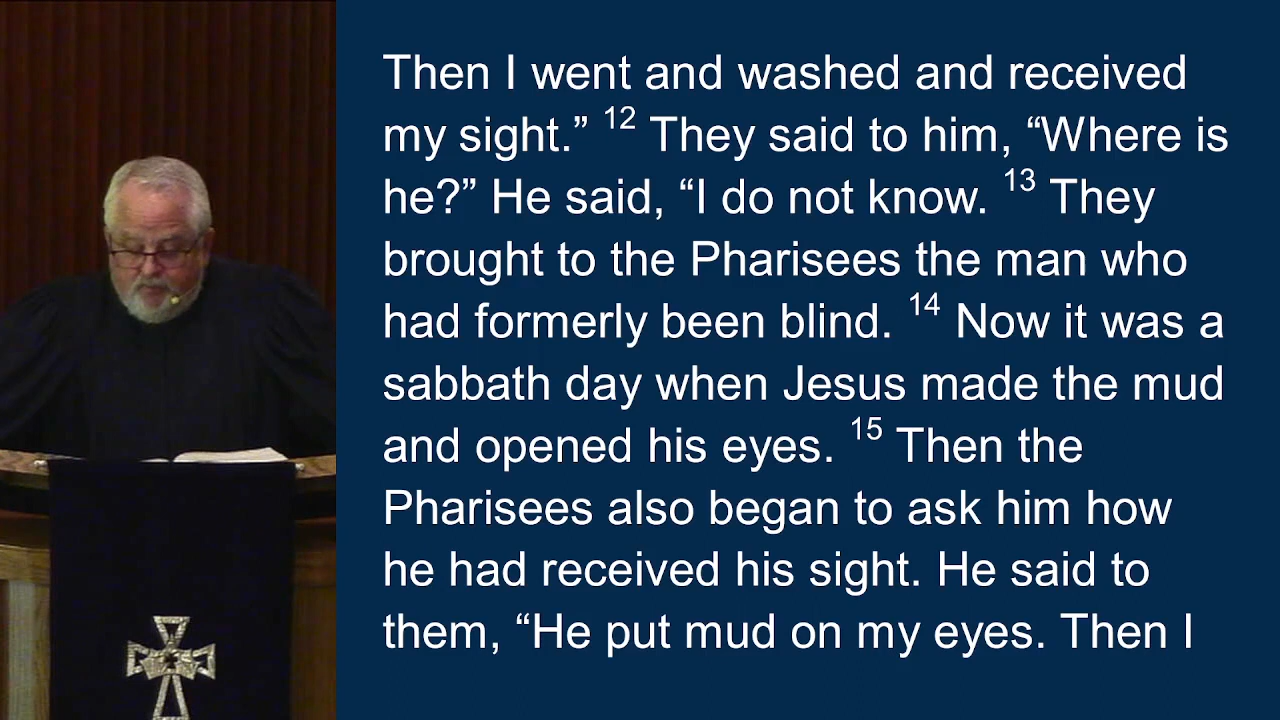 Then I went and washed and received
my sight.” 12 They said to him, “Where is
he?” He said, “I do not know. 13 They
brought to the Pharisees the man who
had formerly been blind. 14 Now it was a
sabbath day when Jesus made the mud
and opened his eyes. 15 Then the
Pharisees also began to ask him how
he had received his sight. He said to
them, “He put mud on my eyes. Then I